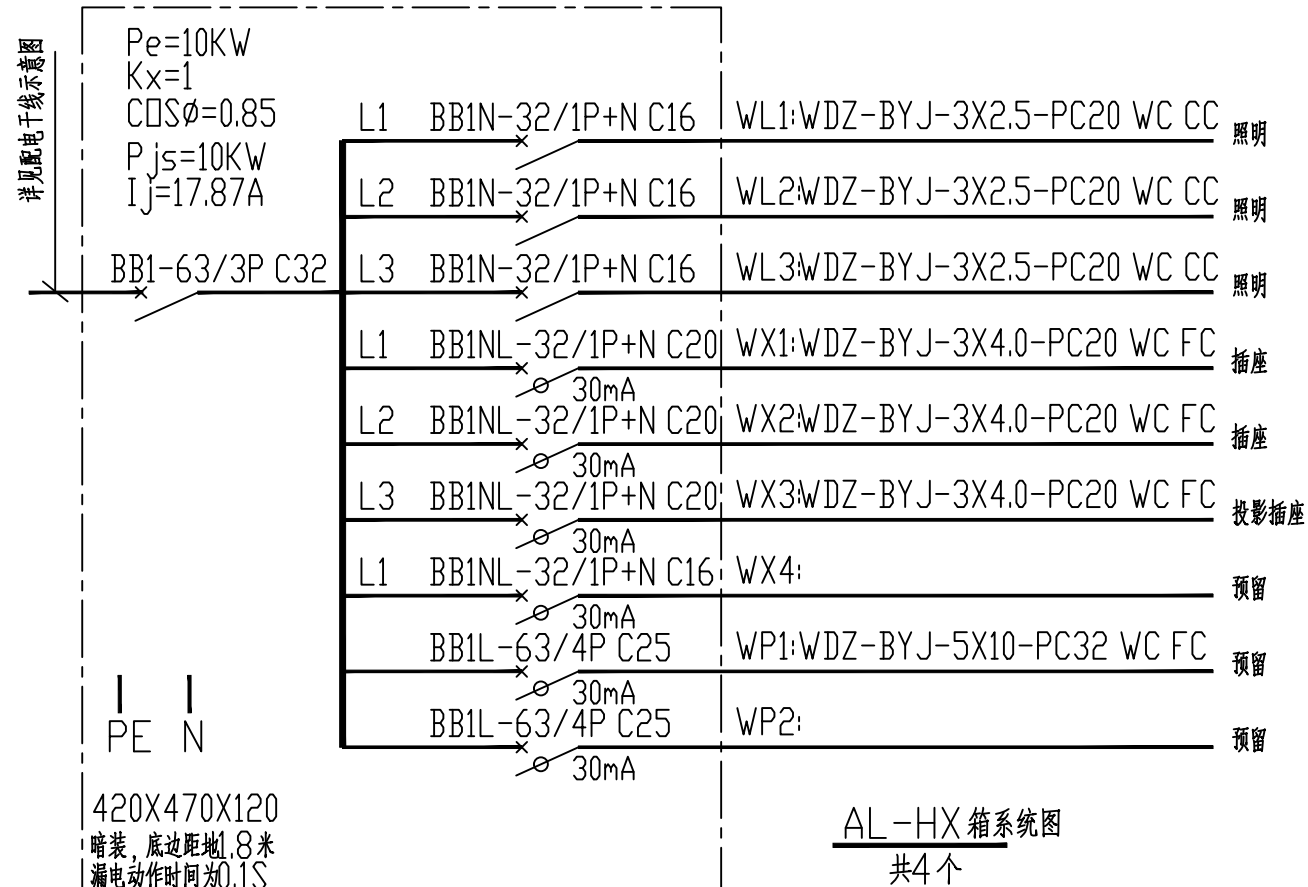 详见配电干线示意图
Pe=10KW
Kx=1
COSø=0.85
Pjs=10KW
Ij=17.87A
BB1-63/3P C32
L1 BB1N-32/1P+N C16 WL1:WDZ-BYJ-3X2.5-PC20 WC CC 照明
L2 BB1N-32/1P+N C16 WL2:WDZ-BYJ-3X2.5-PC20 WC CC 照明
L3 BB1N-32/1P+N C16 WL3:WDZ-BYJ-3X2.5-PC20 WC CC 照明
L1 BB1NL-32/1P+N C20 WX1:WDZ-BYJ-3X4.0-PC20 WC FC 插座
30mA
L2 BB1NL-32/1P+N C20 WX2:WDZ-BYJ-3X4.0-PC20 WC FC 插座
30mA
L3 BB1NL-32/1P+N C20 WX3:WDZ-BYJ-3X4.0-PC20 WC FC 投影插座
30mA
L1 BB1NL-32/1P+N C16 WX4: 预留
30mA
BB1L-63/4P C25 WP1:WDZ-BYJ-5X10-PC32 WC FC 预留
30mA
BB1L-63/4P C25 WP2: 预留
30mA
PE N
420X470X120
暗装，底边距地1.8米
漏电动作时间为0.1S
AL-HX箱系统图
共4个